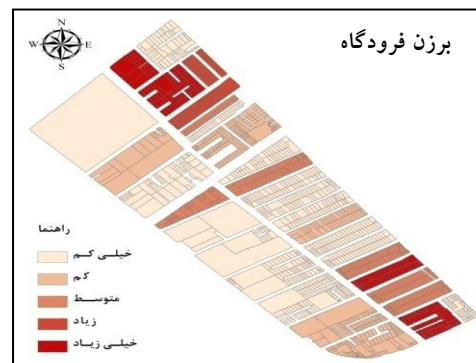 برزن فرودگاه
N
W E
S
راهنما
خیلی کم
کم
متوسط
زیاد
خیلی زیاد